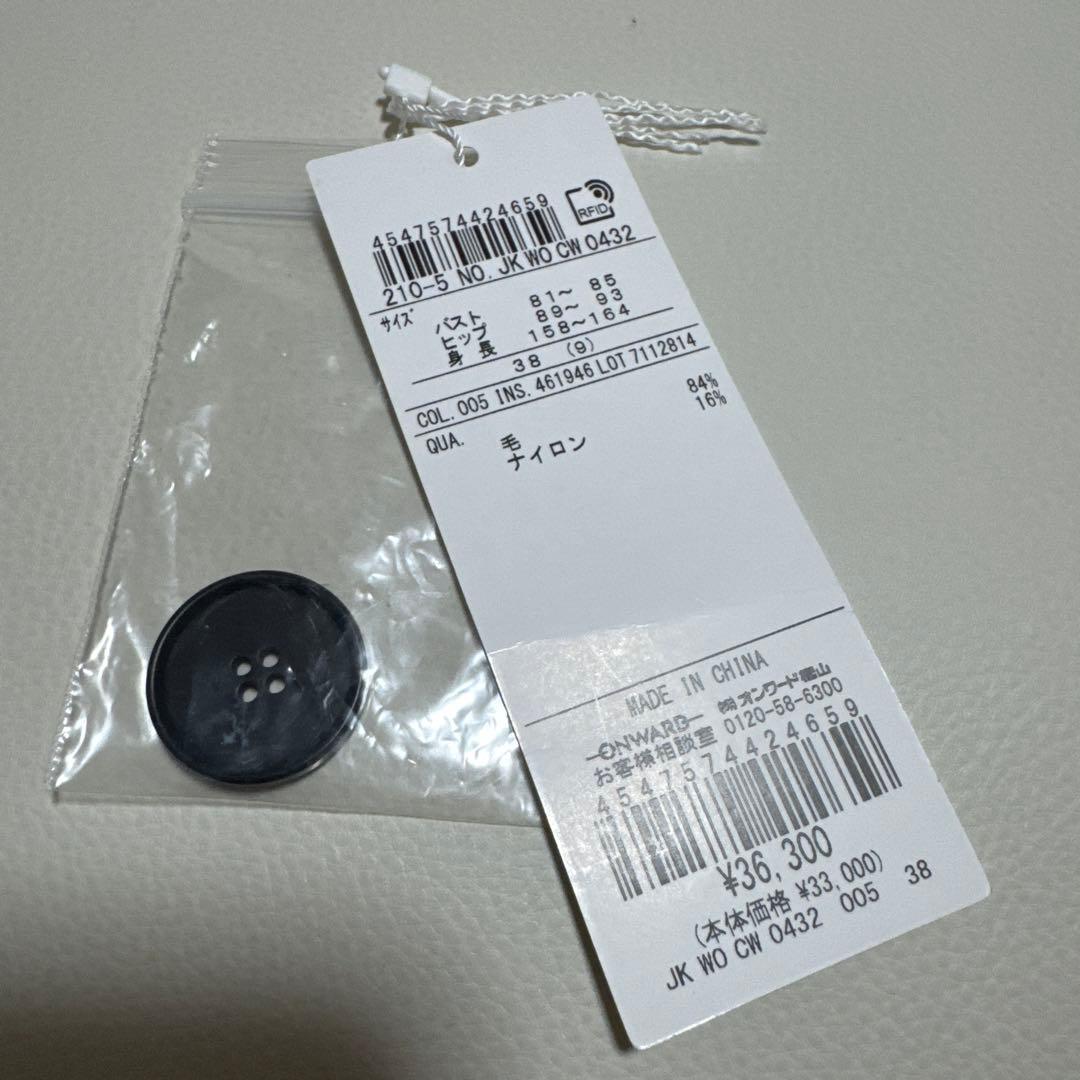 4547574424659
RFID
210-5 NO. JK WO CW 0432
サイズ
バスト 81～ 85
ヒップ 89～ 93
身長 158～164
38 (9)
COL. 005 INS. 461946 LOT 7112814
QUA. 毛 84%
ナイロン 16%
MADE IN CHINA
ONWARD ㈱オンワード樫山
お客様相談室 0120-58-6300
4547574424659
¥36,300
(本体価格 ¥33,000)
JK WO CW 0432 005 38